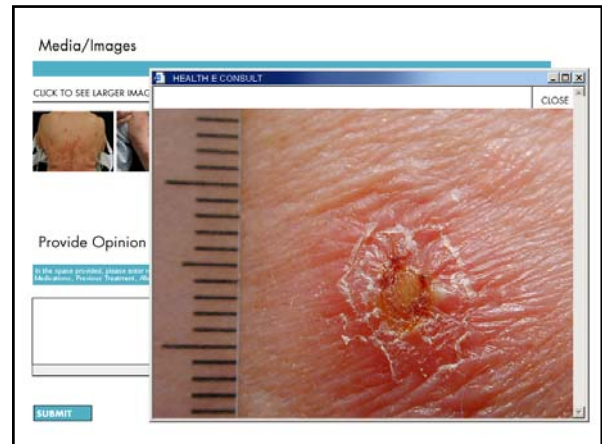 Media/Images
HEALTH E CONSULT
CLICK TO SEE LARGER IMAG
CLOSE
Provide Opinion
In the space provided, please enter
Medications, Previous Treatment,
SUBMIT